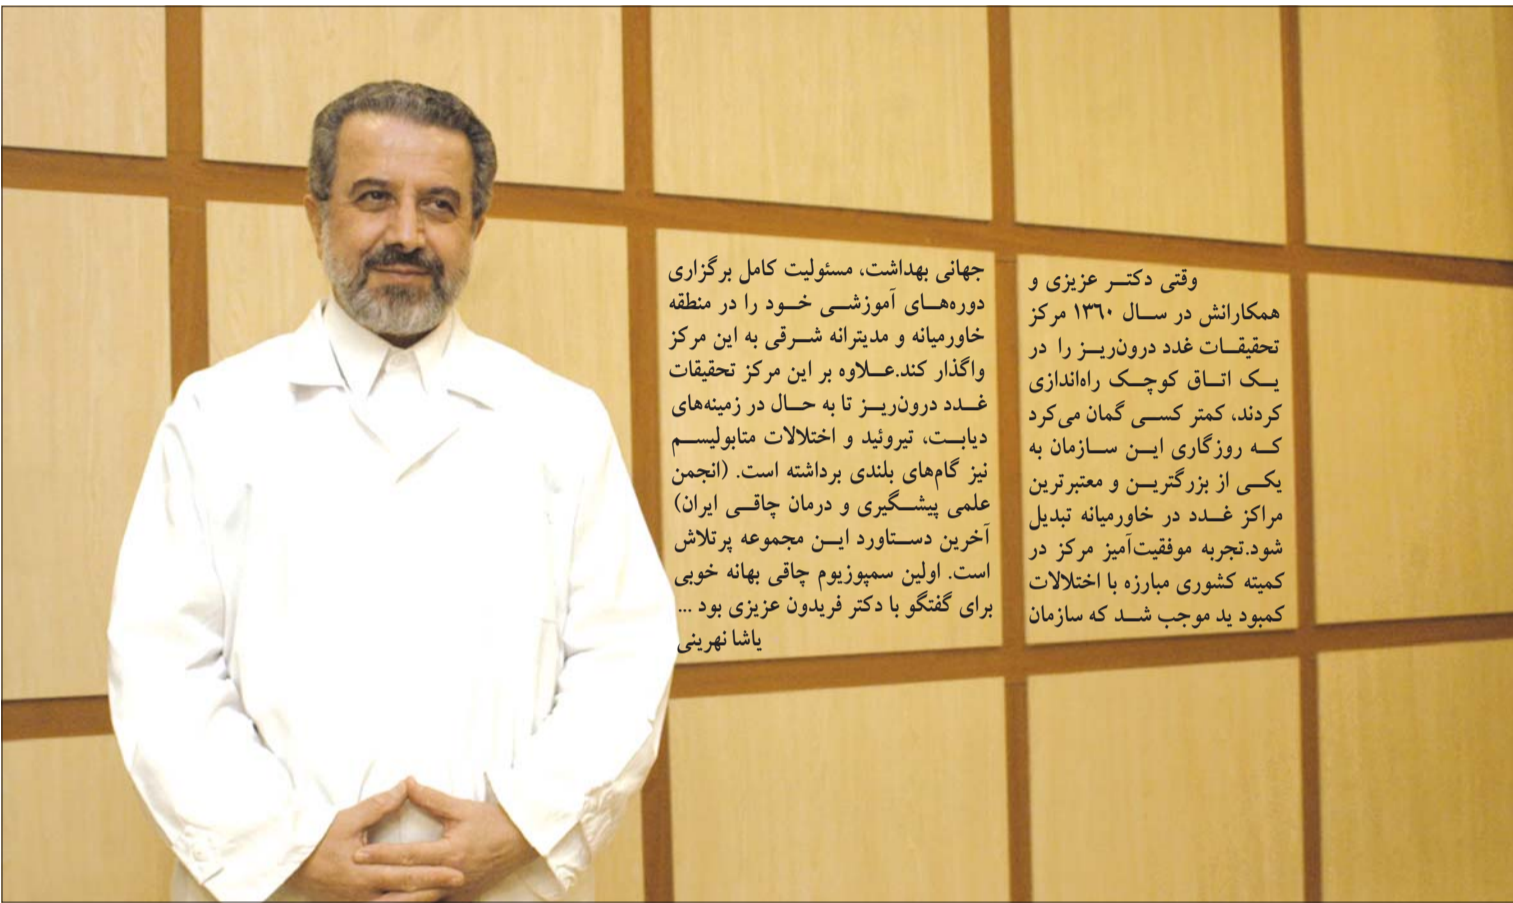 وقتی دکتر عزیزی و
همکارانش در سال ۱۳۶۰ مرکز
تحقیقات غدد درون‌ریز را در
یک اتاق کوچک راه‌اندازی
کردند، کمتر کسی گمان می‌کرد
که روزگاری این سازمان به
یکی از بزرگترین و معتبرترین
مراکز غدد در خاورمیانه تبدیل
شود.تجربه موفقیت‌آمیز مرکز در
کمیته کشوری مبارزه با اختلالات
کمبود ید موجب شد که سازمان
جهانی بهداشت، مسئولیت کامل برگزاری
دوره‌های آموزشی خود را در منطقه
خاورمیانه و مدیترانه شرقی به این مرکز
واگذار کند.علاوه بر این مرکز تحقیقات
غدد درون‌ریز تا به حال در زمینه‌های
دیابت، تیروئید و اختلالات متابولیسم
نیز گام‌های بلندی برداشته است. (انجمن
علمی پیشگیری و درمان چاقی ایران)
آخرین دستاورد این مجموعه پرتلاش
است. اولین سمپوزیوم چاقی بهانه خوبی
برای گفتگو با دکتر فریدون عزیزی بود ...
یاشا نهرینی